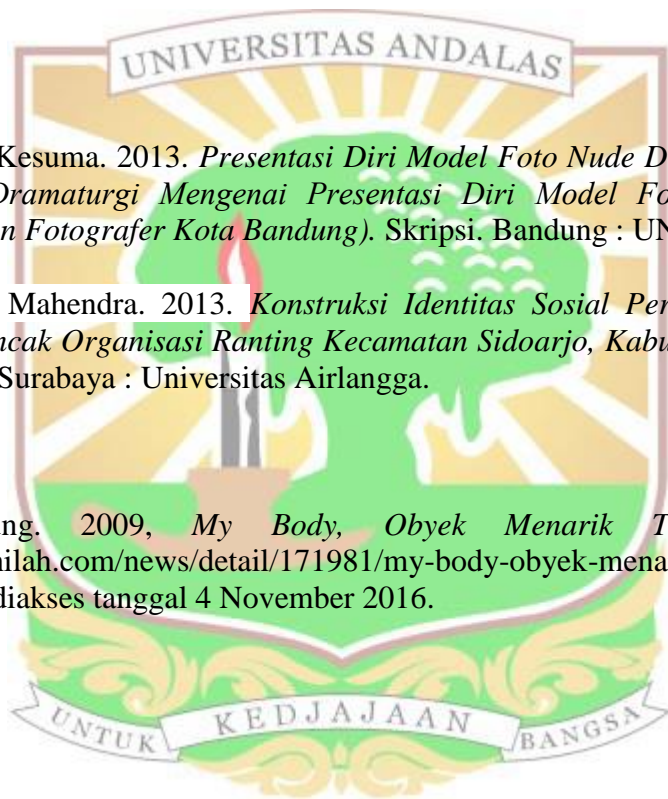 UNIVERSITAS ANDALAS
Kesuma. 2013. Presentasi Diri Model Foto Nude D
Dramaturgi Mengenai Presentasi Diri Model Fo
n Fotografer Kota Bandung). Skripsi. Bandung : UN
Mahendra. 2013. Konstruksi Identitas Sosial Per
ncak Organisasi Ranting Kecamatan Sidoarjo, Kabu
Surabaya : Universitas Airlangga.
ng. 2009, My Body, Obyek Menarik T
nilah.com/news/detail/171981/my-body-obyek-mena
diakses tanggal 4 November 2016.
UNTUK KEDJAJAAN BANGSA